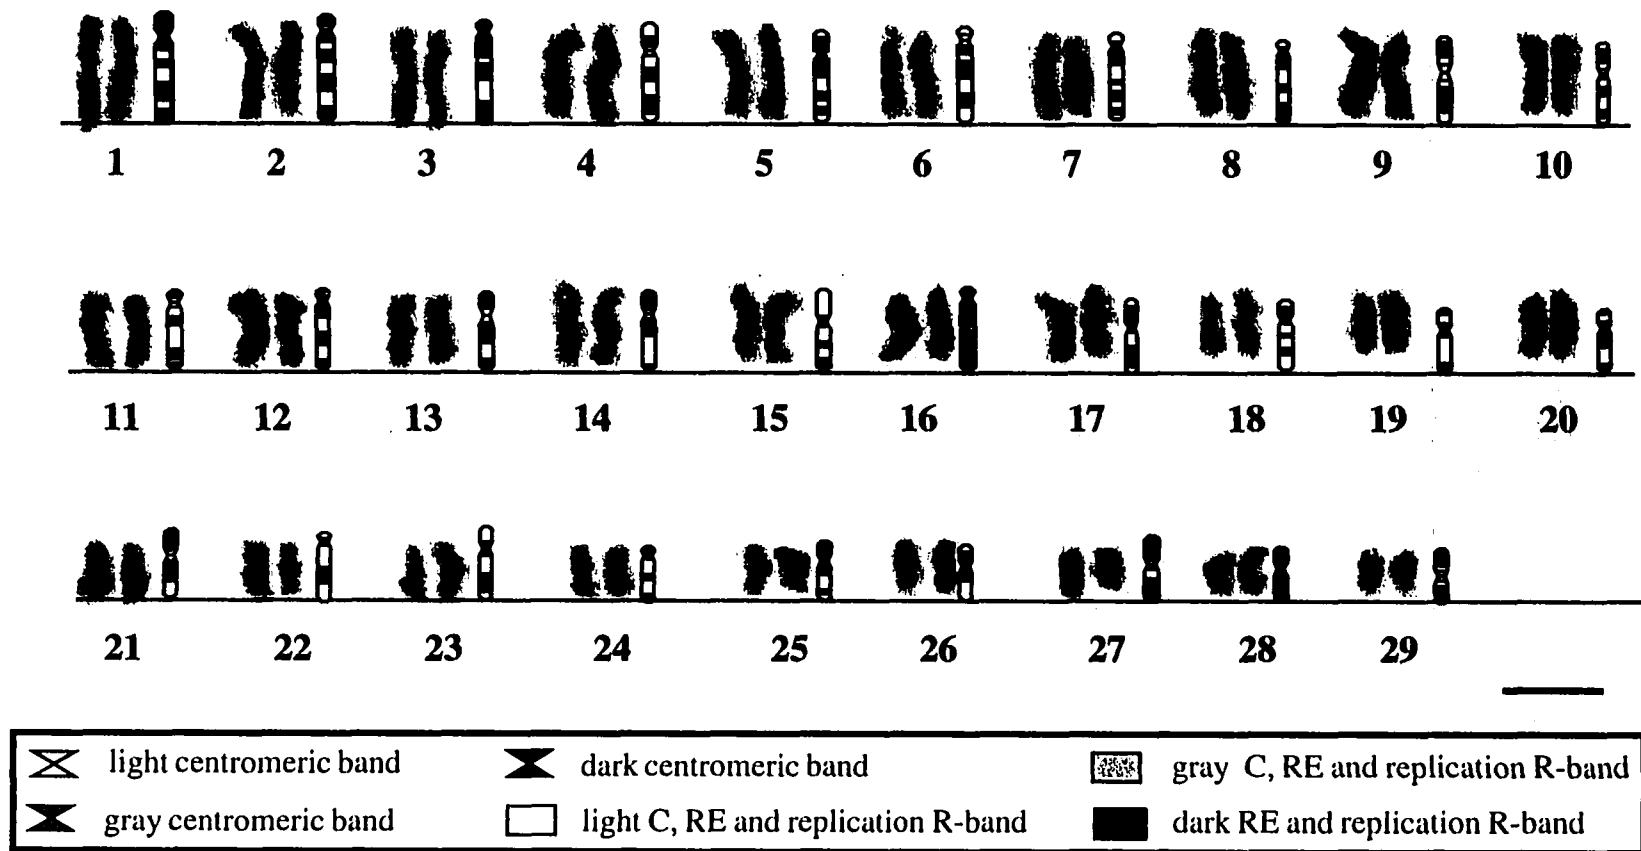 1 2 3 4 5 6 7 8 9 10
11 12 13 14 15 16 17 18 19 20
21 22 23 24 25 26 27 28 29
light centromeric band dark centromeric band gray C, RE and replication R-band
gray centromeric band light C, RE and replication R-band dark RE and replication R-band